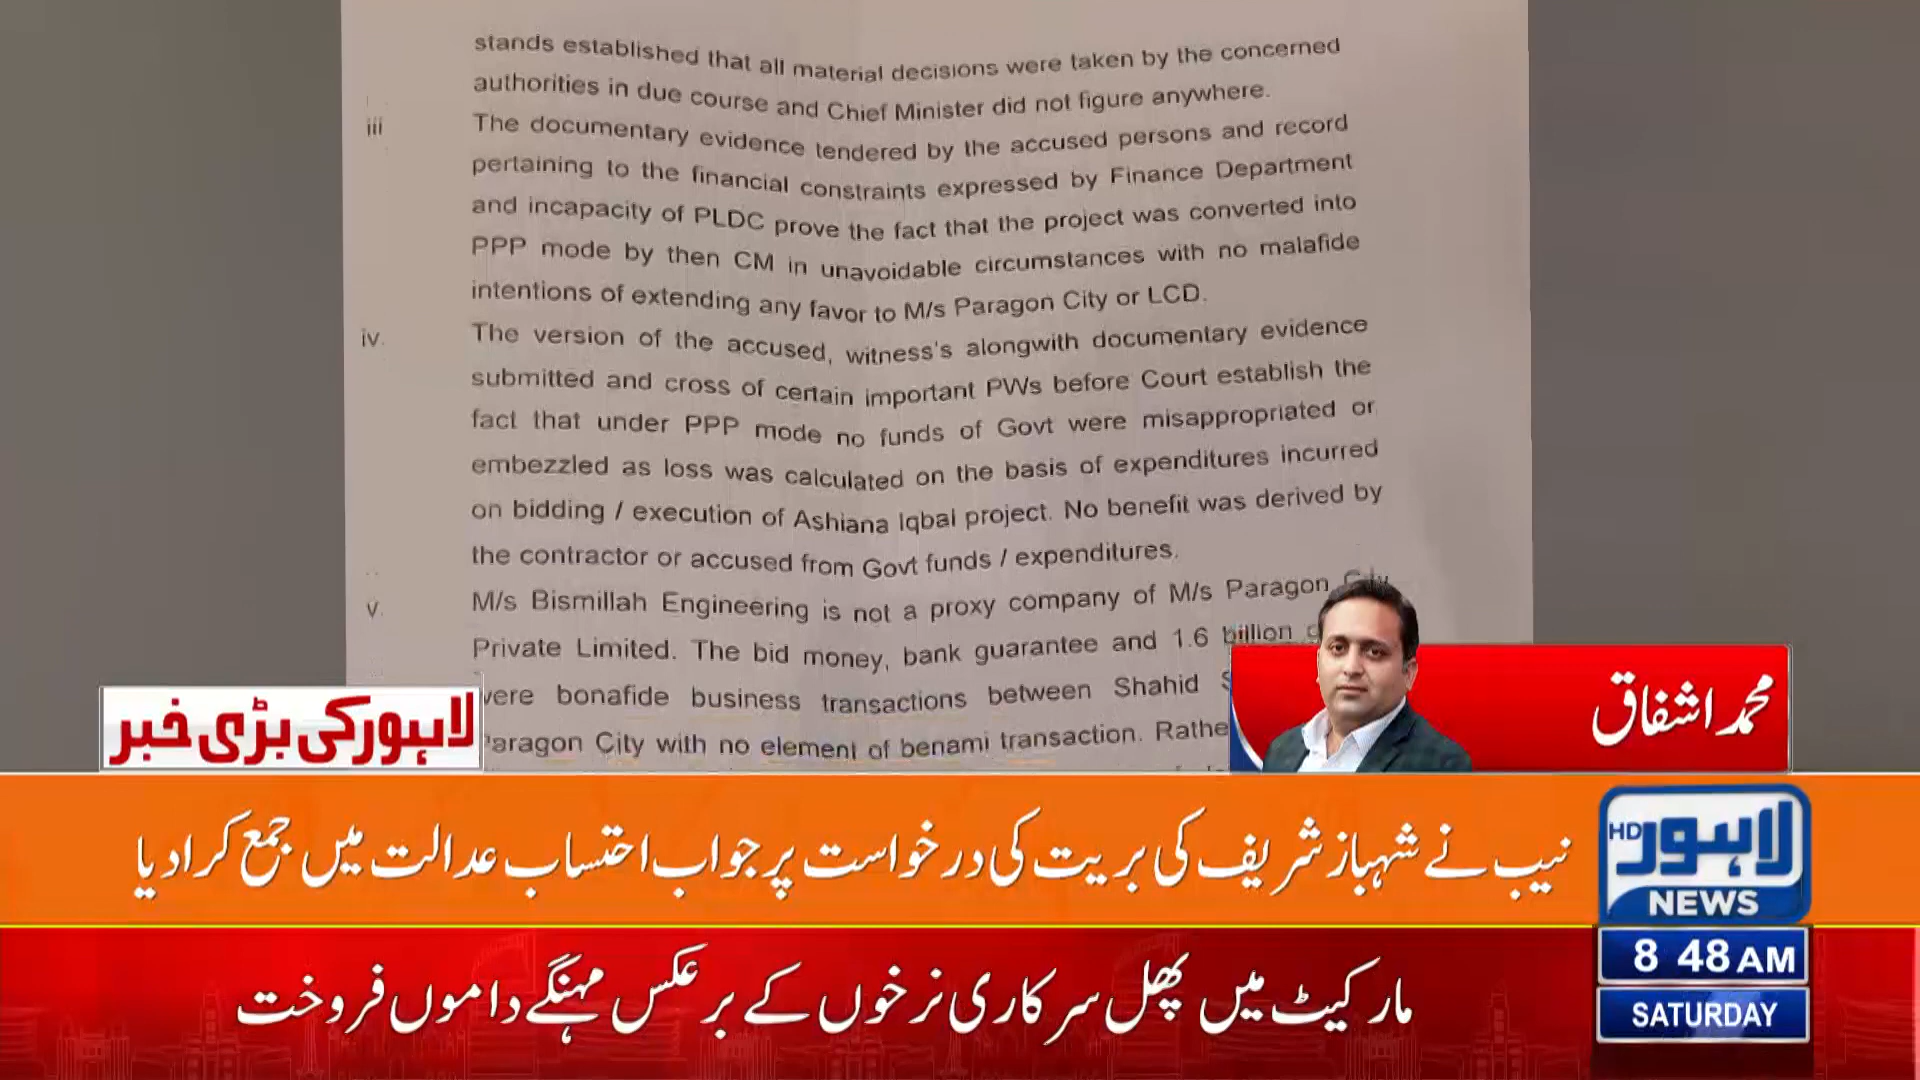 stands established that all material decisions were taken by the concerned
authorities in due course and Chief Minister did not figure anywhere.
iii The documentary evidence tendered by the accused persons and record
pertaining to the financial constraints expressed by Finance Department
and incapacity of PLDC prove the fact that the project was converted into
PPP mode by then CM in unavoidable circumstances with no malafide
intentions of extending any favor to M/s Paragon City or LCD.
iv. The version of the accused, witness's alongwith documentary evidence
submitted and cross of certain important PWs before Court establish the
fact that under PPP mode no funds of Govt were misappropriated or
embezzled as loss was calculated on the basis of expenditures incurred
on bidding / execution of Ashiana Iqbal project. No benefit was derived by
the contractor or accused from Govt funds / expenditures.
v. M/s Bismillah Engineering is not a proxy company of M/s Paragon City
Private Limited. The bid money, bank guarantee and 1.6 billion
were bonafide business transactions between Shahid
Paragon City with no element of benami transaction.
محمد اشفاق
لاہور کی بڑی خبر
نیب نے شہباز شریف کی بریت کی درخواست پر جواب احتساب عدالت میں جمع کرا دیا
لاہور HD
NEWS
8 48 AM
SATURDAY
مارکیٹ میں پھل سرکاری نرخوں کے برعکس مہنگے داموں فروخت